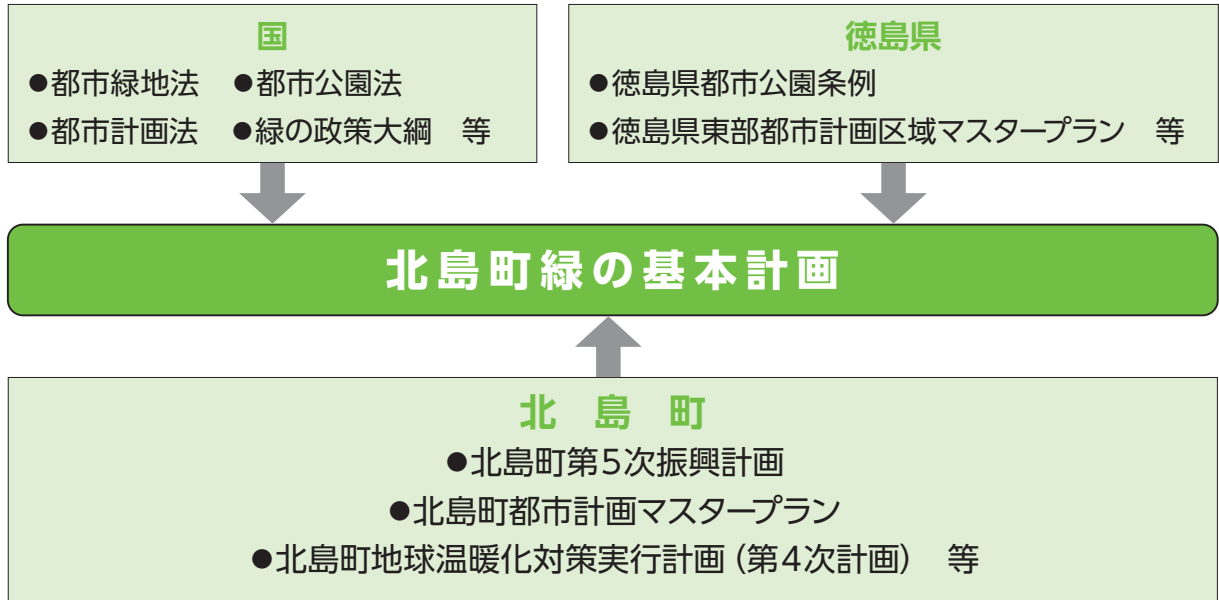 国
●都市緑地法　●都市公園法
●都市計画法　●緑の政策大綱　等
徳島県
●徳島県都市公園条例
●徳島県東部都市計画区域マスタープラン　等
北島町緑の基本計画
北　島　町
●北島町第5次振興計画
●北島町都市計画マスタープラン
●北島町地球温暖化対策実行計画（第4次計画）　等